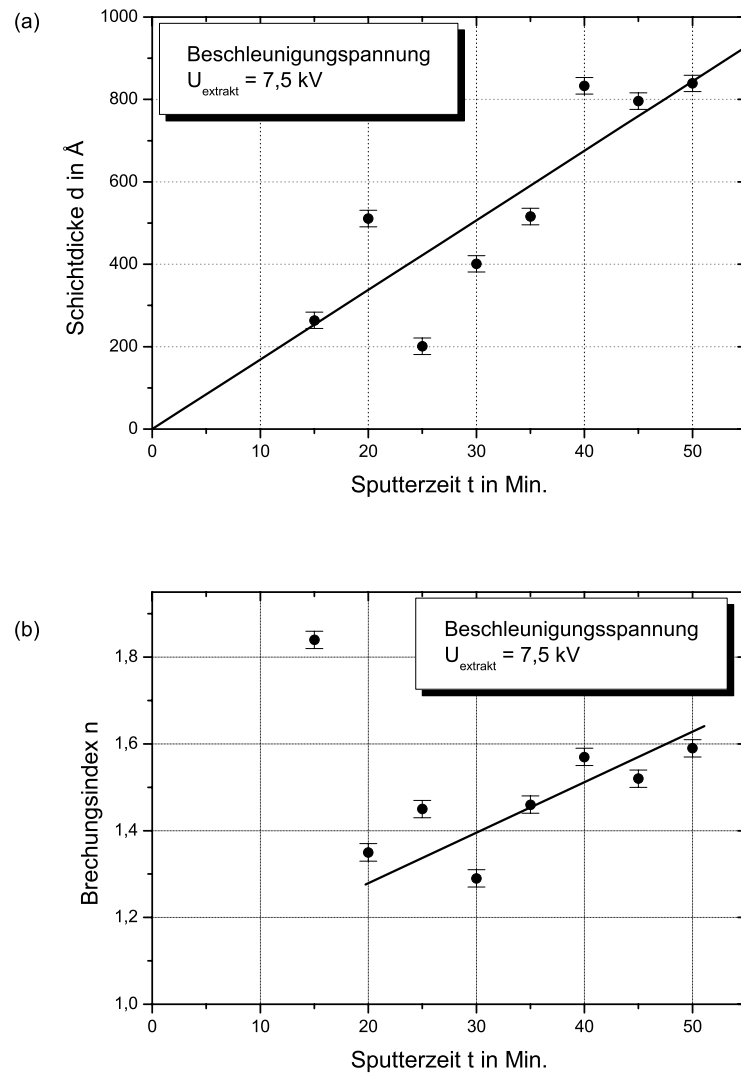 (a)
1000
800
600
400
200
0
Schichtdicke d in Å
Beschleunigungspannung
U_extrakt = 7,5 kV
0 10 20 30 40 50
Sputterzeit t in Min.
(b)
1,8
1,6
1,4
1,2
1,0
Brechungsindex n
Beschleunigungsspannung
U_extrakt = 7,5 kV
0 10 20 30 40 50
Sputterzeit t in Min.